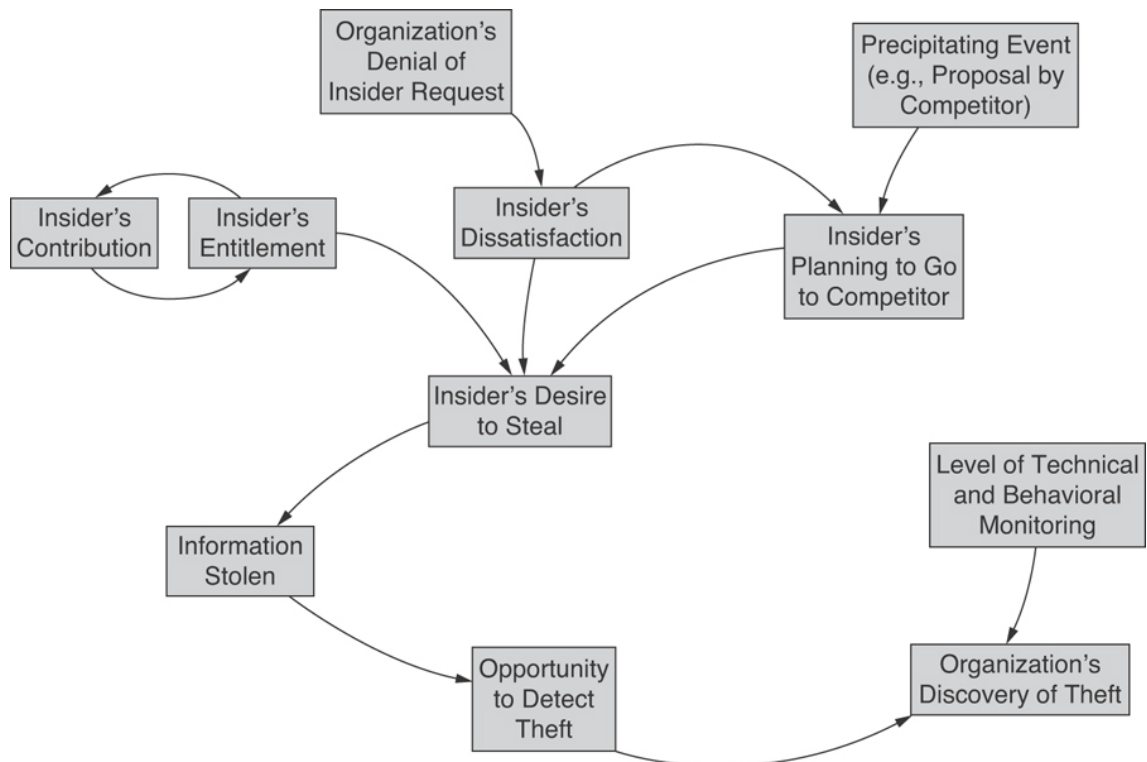 Organization’s
Denial of
Insider Request
Precipitating Event
(e.g., Proposal by
Competitor)
Insider’s
Contribution
Insider’s
Entitlement
Insider’s
Dissatisfaction
Insider’s
Planning to Go
to Competitor
Insider’s Desire
to Steal
Level of Technical
and Behavioral
Monitoring
Information
Stolen
Opportunity
to Detect
Theft
Organization’s
Discovery of Theft